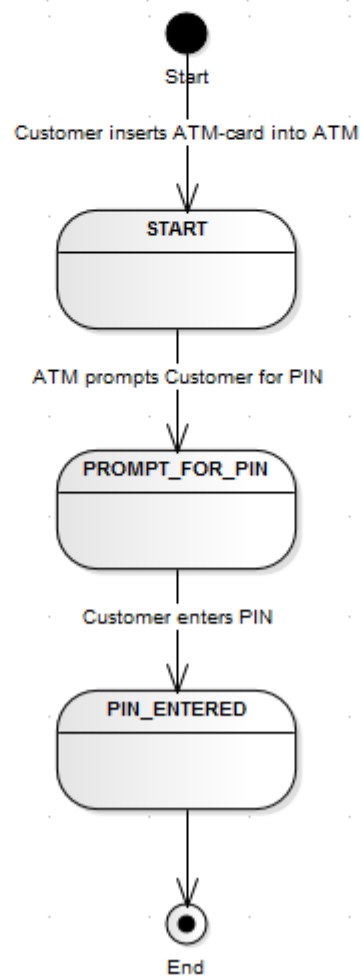 Start
Customer inserts ATM-card into ATM
START
ATM prompts Customer for PIN
PROMPT_FOR_PIN
Customer enters PIN
PIN_ENTERED
End